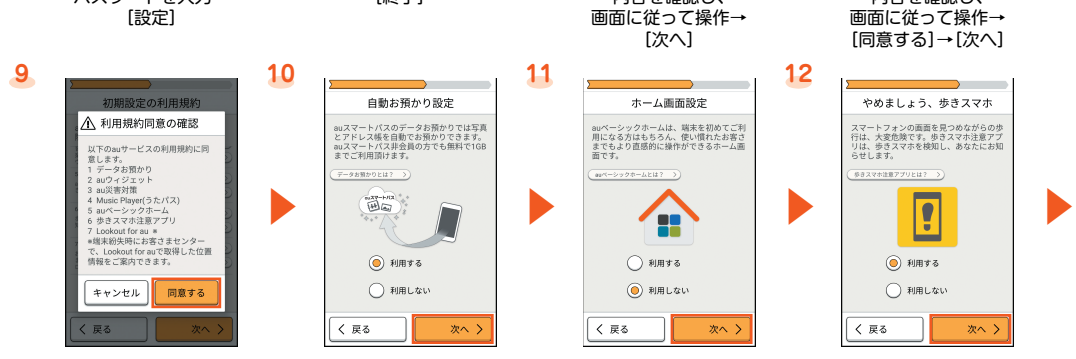 [設定]
画面に従って操作→
[次へ]
画面に従って操作→
[同意する]→[次へ]
9
初期設定の利用規約
利用規約同意の確認
以下のauサービスの利用規約に同
意します。
1 データお預かり
2 auウィジェット
3 au災害対策
4 Music Player(うたパス)
5 auベーシックホーム
6 歩きスマホ注意アプリ
7 Lookout for au ※
※端末紛失時にお客さまセンター
で、Lookout for auで取得した位置
情報をご案内できます。
キャンセル
同意する
戻る
次へ
10
自動お預かり設定
auスマートパスのデータお預かりでは写真
とアドレス帳を自動でお預かりできます。
auスマートパス非会員の方でも無料で1GB
までご利用頂けます。
データお預かりとは?
auスマートパス
利用する
利用しない
戻る
次へ
11
ホーム画面設定
auベーシックホームは、端末を初めてご利
用になる方はもちろん、使い慣れたお客さ
までもより直感的に操作ができるホーム画
面です。
auベーシックホームとは?
利用する
利用しない
戻る
次へ
12
やめましょう、歩きスマホ
スマートフォンの画面を見つめながらの歩
行は、大変危険です。歩きスマホ注意アプ
リは、歩きスマホを検知し、あなたにお知
らせします。
歩きスマホ注意アプリとは?
利用する
利用しない
戻る
次へ